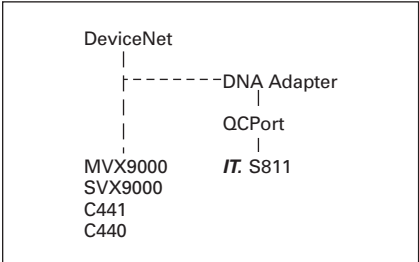 DeviceNet
DNA Adapter
QCPort
MVX9000
IT. S811
SVX9000
C441
C440